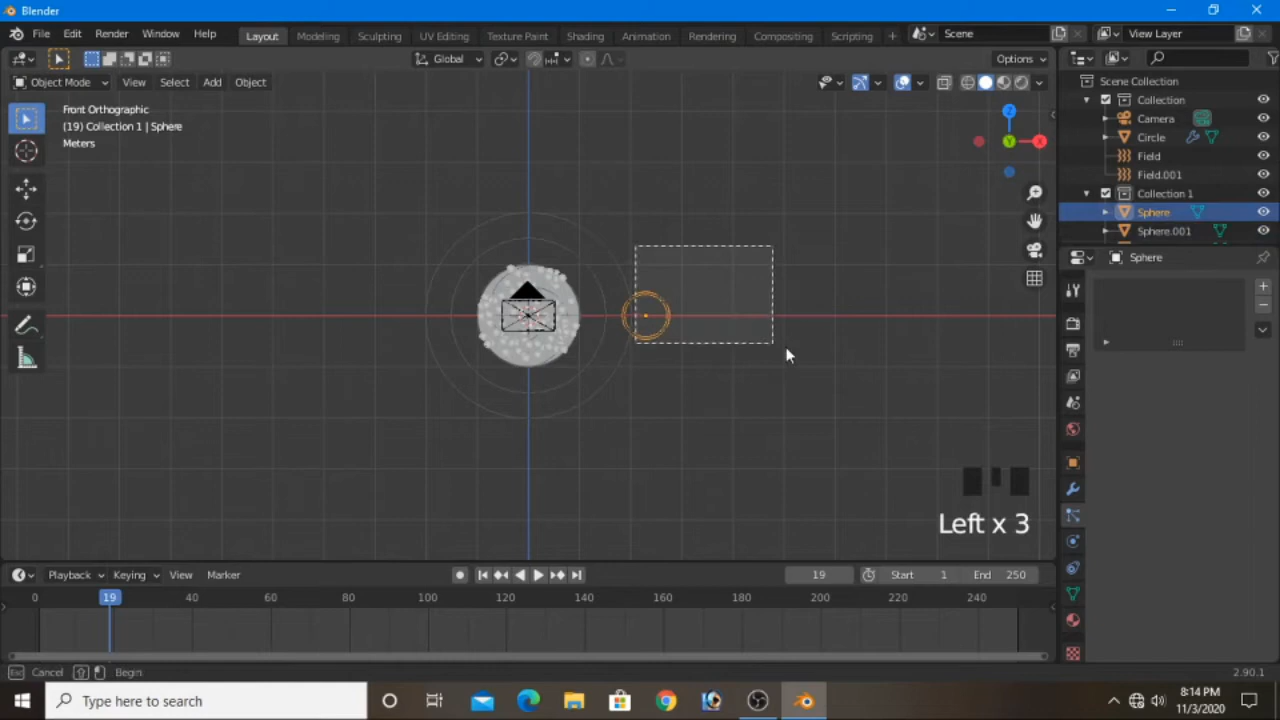 Blender
File Edit Render Window Help
Layout Modeling Sculpting UV Editing Texture Paint Shading Animation Rendering Compositing Scripting +
Scene
View Layer
Global
Options
Object Mode View Select Add Object
Front Orthographic
(19) Collection 1 | Sphere
Meters
Z
Y
X
Scene Collection
Collection
Camera
Circle
Field
Field.001
Collection 1
Sphere
Sphere.001
Sphere
Left x 3
Playback Keying View Marker
19
Start 1
End 250
0 19 40 60 80 100 120 140 160 180 200 220 240
Esc Cancel Begin
2.90.1
Type here to search
8:14 PM
11/3/2020